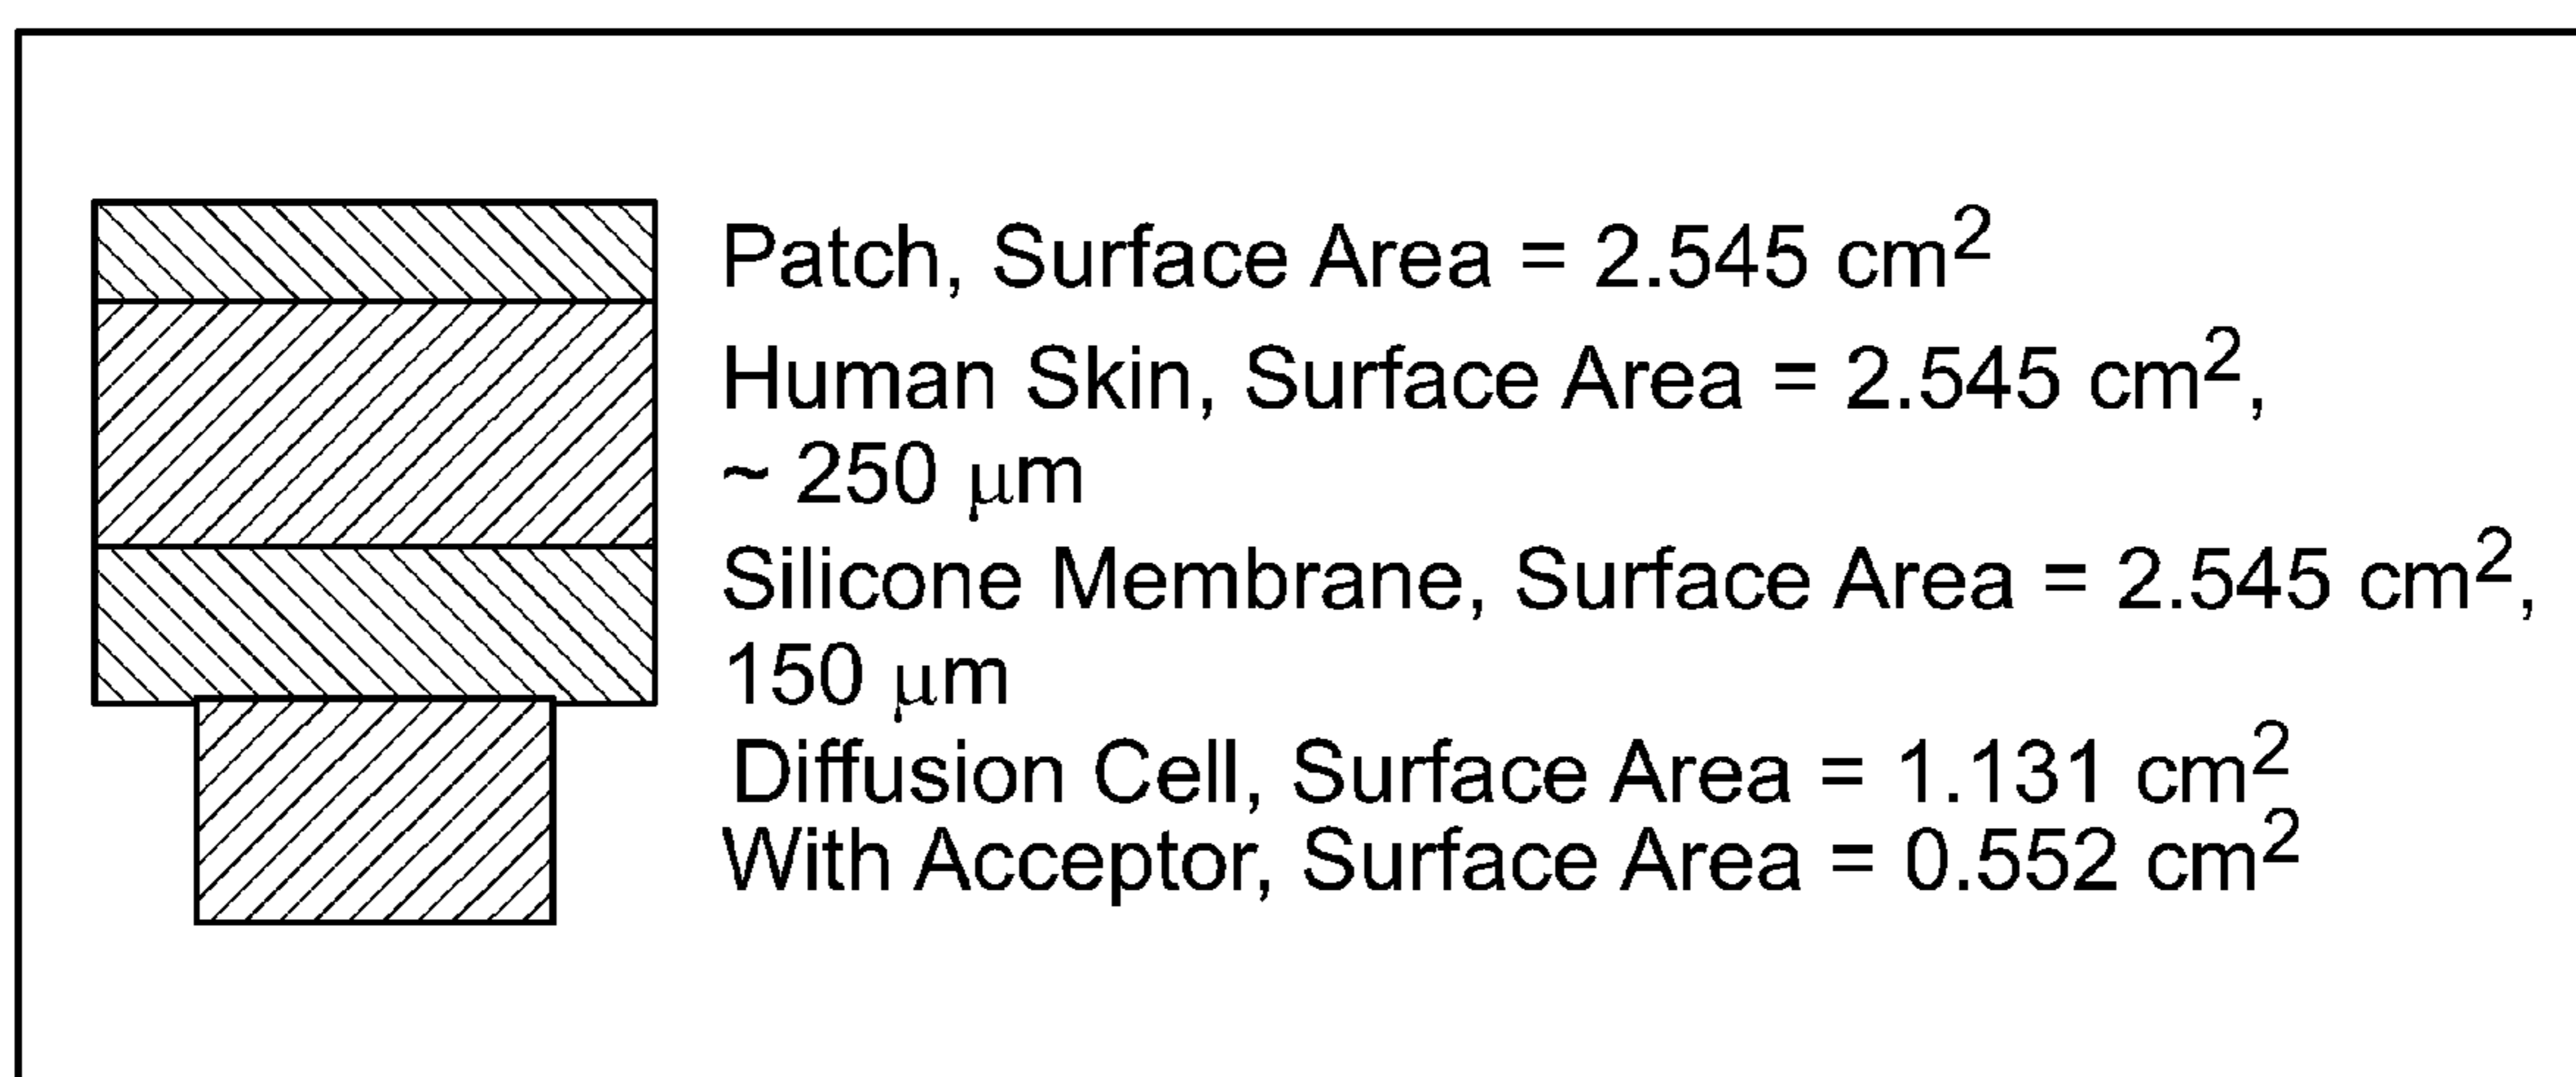 Patch, Surface Area = 2.545 cm²
Human Skin, Surface Area = 2.545 cm²,
~ 250 μm
Silicone Membrane, Surface Area = 2.545 cm²,
150 μm
Diffusion Cell, Surface Area = 1.131 cm²
With Acceptor, Surface Area = 0.552 cm²